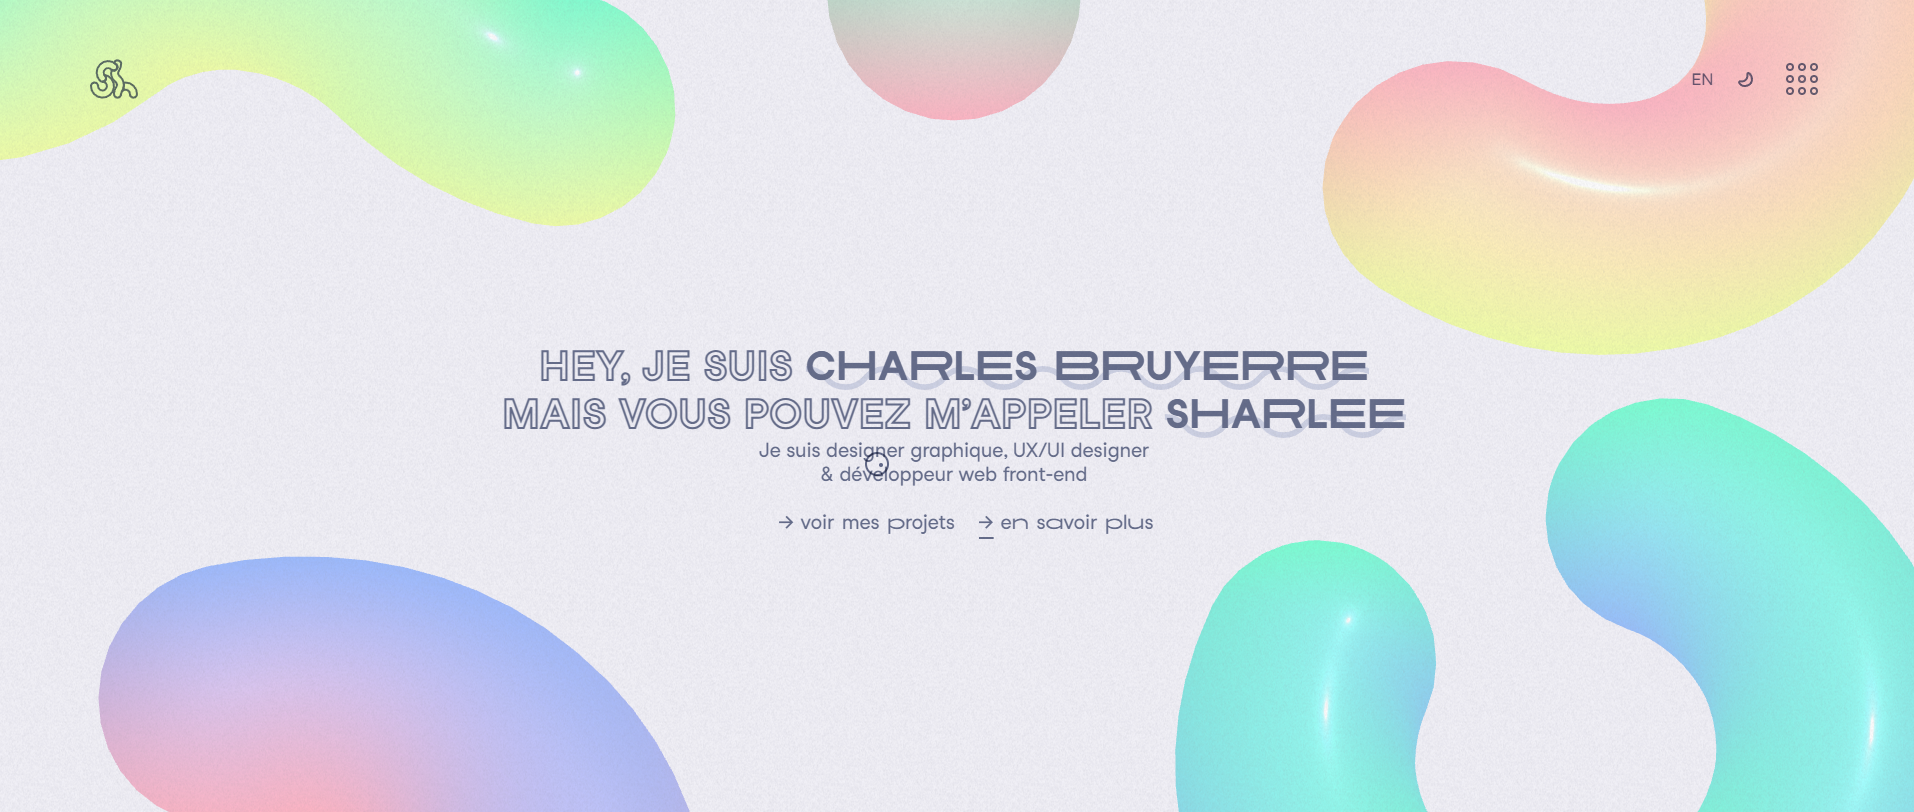 Sh
EN
HEY, JE SUIS CHARLES BRUYERRE
MAIS VOUS POUVEZ M’APPELER SHARLEE
Je suis designer graphique, UX/UI designer
& développeur web front-end
→ voir mes projets → en savoir plus